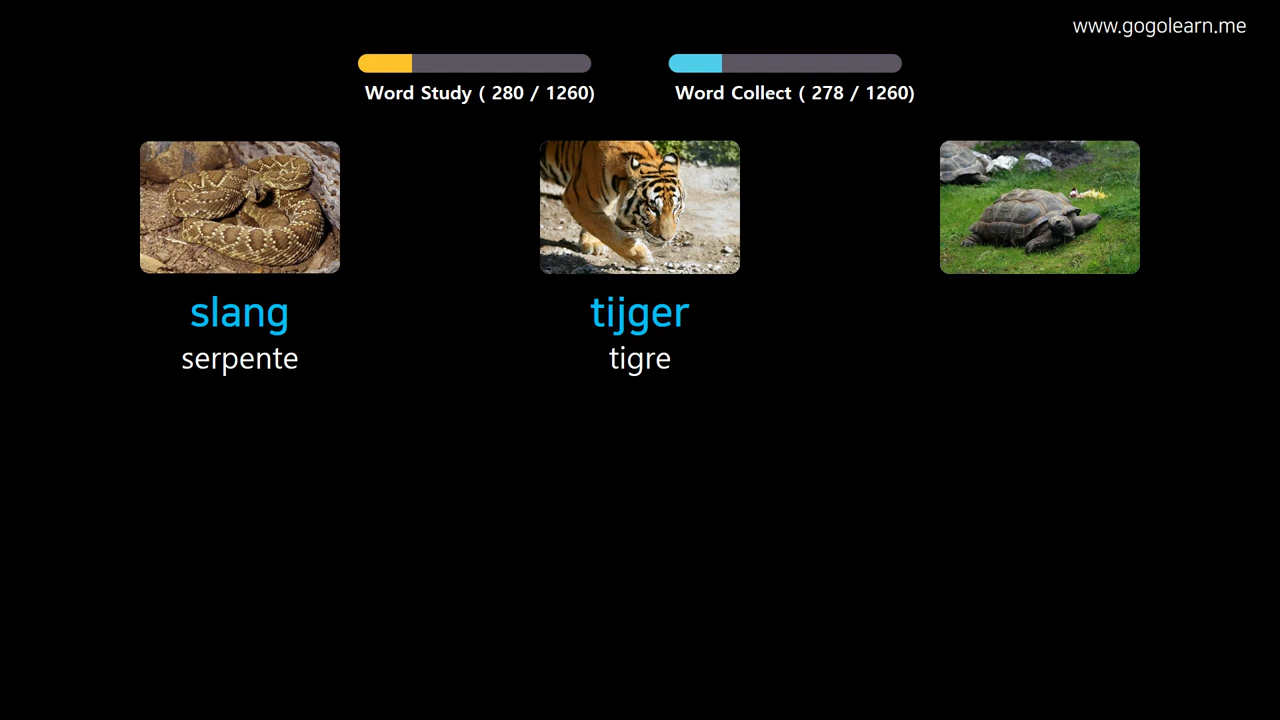 www.gogolearn.me
Word Study ( 280 / 1260)
Word Collect ( 278 / 1260)
slang
tijger
serpente
tigre